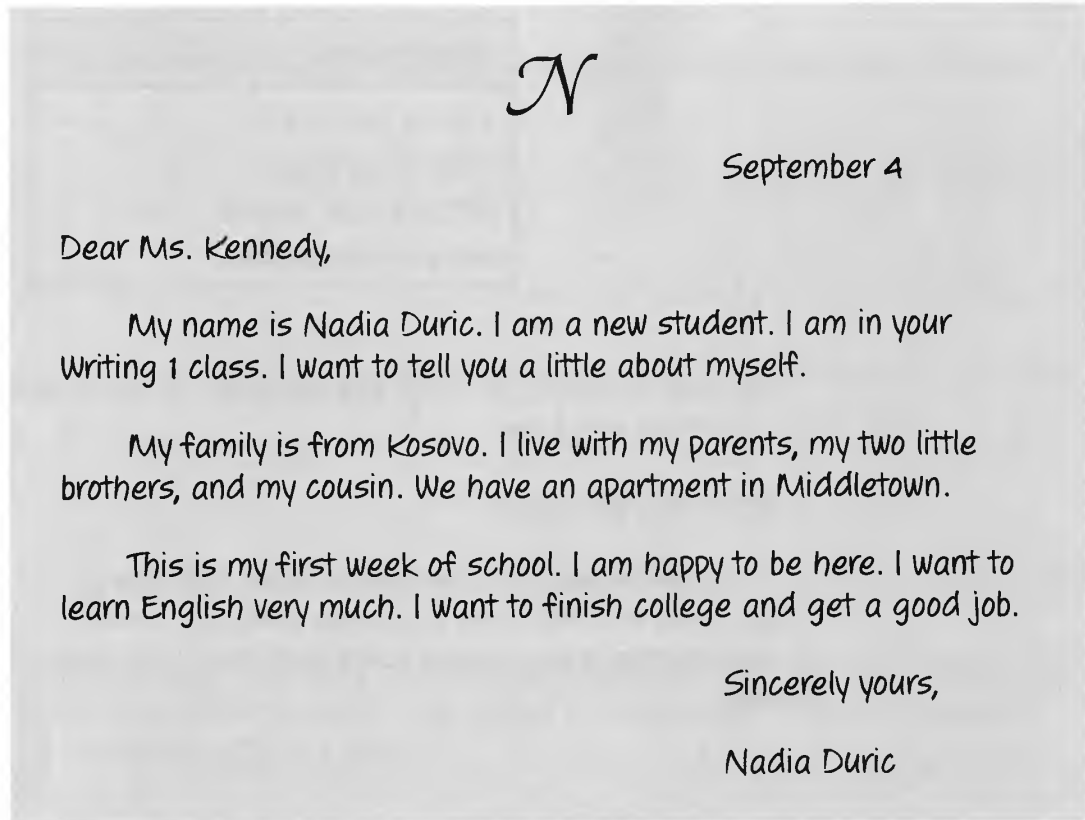 N
September 4
Dear Ms. Kennedy,
My name is Nadia Duric. I am a new student. I am in your
Writing 1 class. I want to tell you a little about myself.
My family is from Kosovo. I live with my parents, my two little
brothers, and my cousin. We have an apartment in Middletown.
This is my first week of school. I am happy to be here. I want to
learn English very much. I want to finish college and get a good job.
Sincerely yours,
Nadia Duric